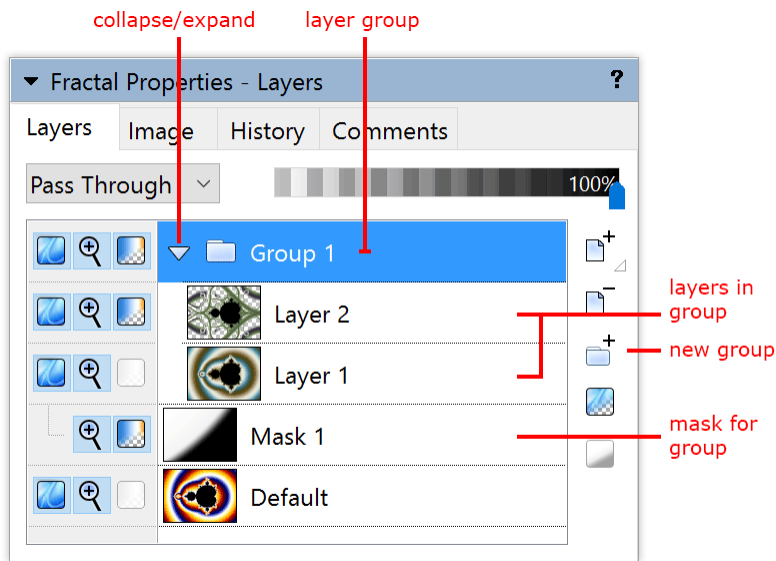 collapse/expand
layer group
Fractal Properties - Layers ?
Layers Image History Comments
Pass Through 100%
Group 1
Layer 2
layers in
group
new group
Layer 1
Mask 1
mask for
group
Default